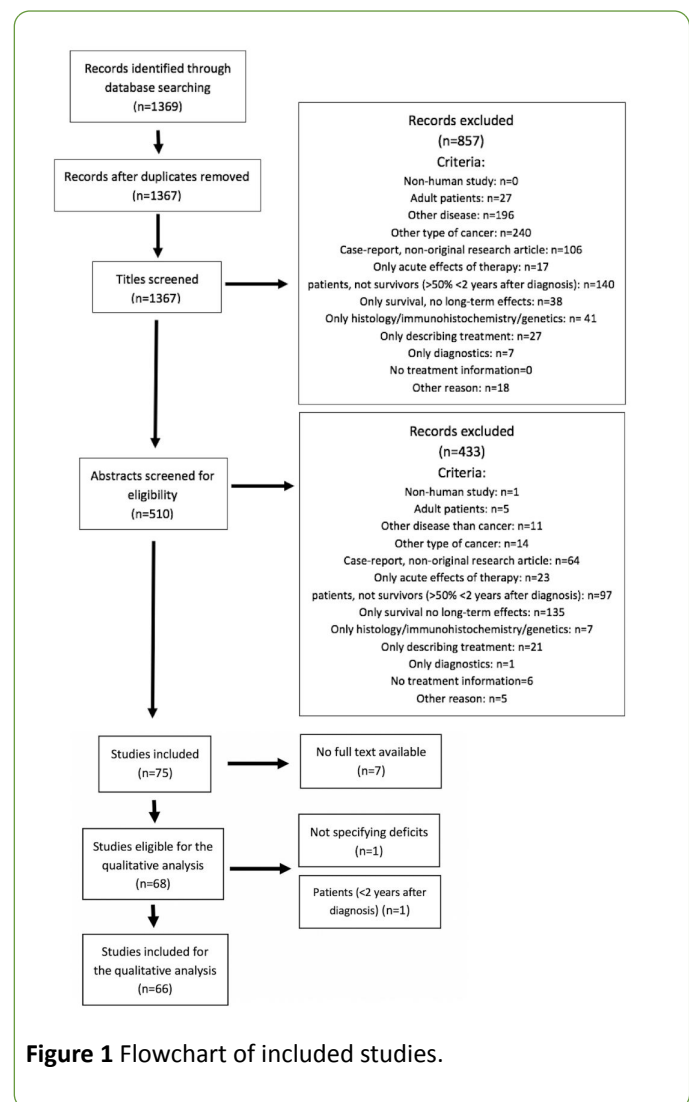 Records identified through
database searching
(n=1369)
Records after duplicates removed
(n=1367)
Titles screened
(n=1367)
Records excluded
(n=857)
Criteria:
Non-human study: n=0
Adult patients: n=27
Other disease: n=196
Other type of cancer: n=240
Case-report, non-original research article: n=106
Only acute effects of therapy: n=17
patients, not survivors (>50% <2 years after diagnosis): n=140
Only survival, no long-term effects: n=38
Only histology/immunohistochemistry/genetics: n= 41
Only describing treatment: n=27
Only diagnostics: n=7
No treatment information=0
Other reason: n=18
Abstracts screened for
eligibility
(n=510)
Records excluded
(n=433)
Criteria:
Non-human study: n=1
Adult patients: n=5
Other disease than cancer: n=11
Other type of cancer: n=14
Case-report, non-original research article: n=64
Only acute effects of therapy: n=23
patients, not survivors (>50% <2 years after diagnosis): n=97
Only survival no long-term effects: n=135
Only histology/immunohistochemistry/genetics: n=7
Only describing treatment: n=21
Only diagnostics: n=1
No treatment information=6
Other reason: n=5
Studies included
(n=75)
No full text available
(n=7)
Studies eligible for the
qualitative analysis
(n=68)
Not specifying deficits
(n=1)
Patients (<2 years after
diagnosis) (n=1)
Studies included for
the qualitative analysis
(n=66)
Figure 1 Flowchart of included studies.